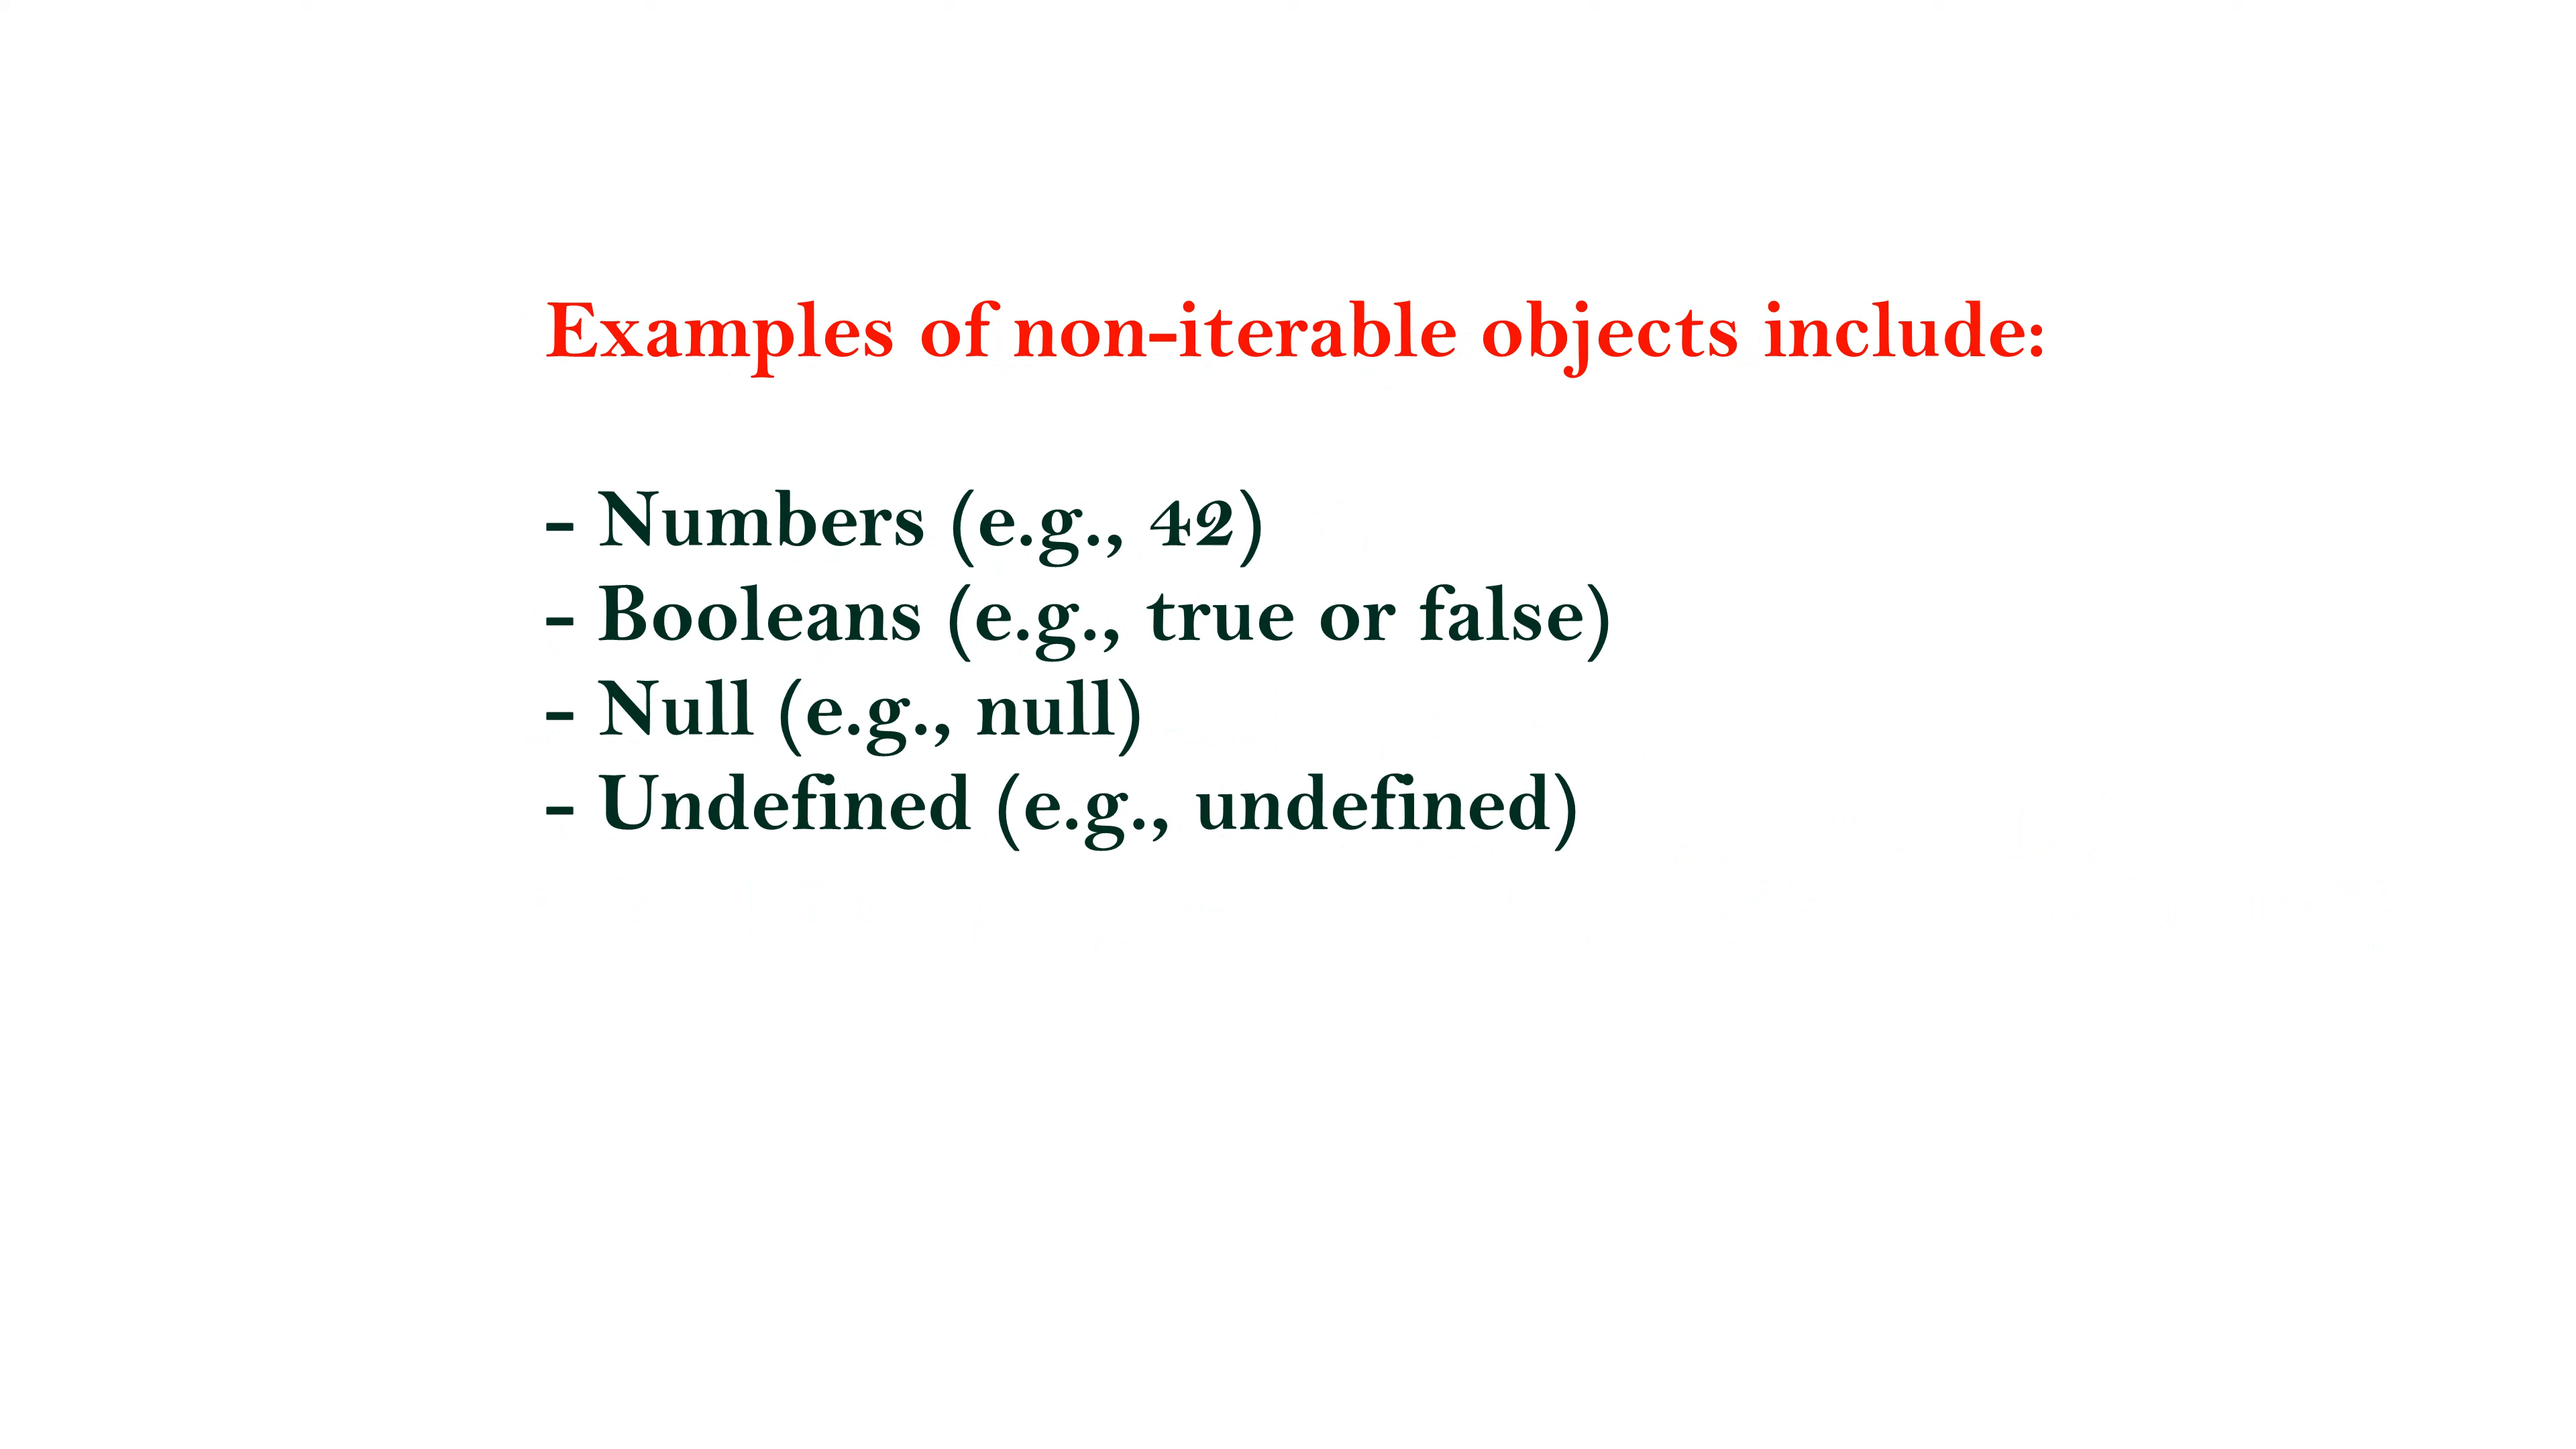 Examples of non-iterable objects include:
- Numbers (e.g., 42)
- Booleans (e.g., true or false)
- Null (e.g., null)
- Undefined (e.g., undefined)